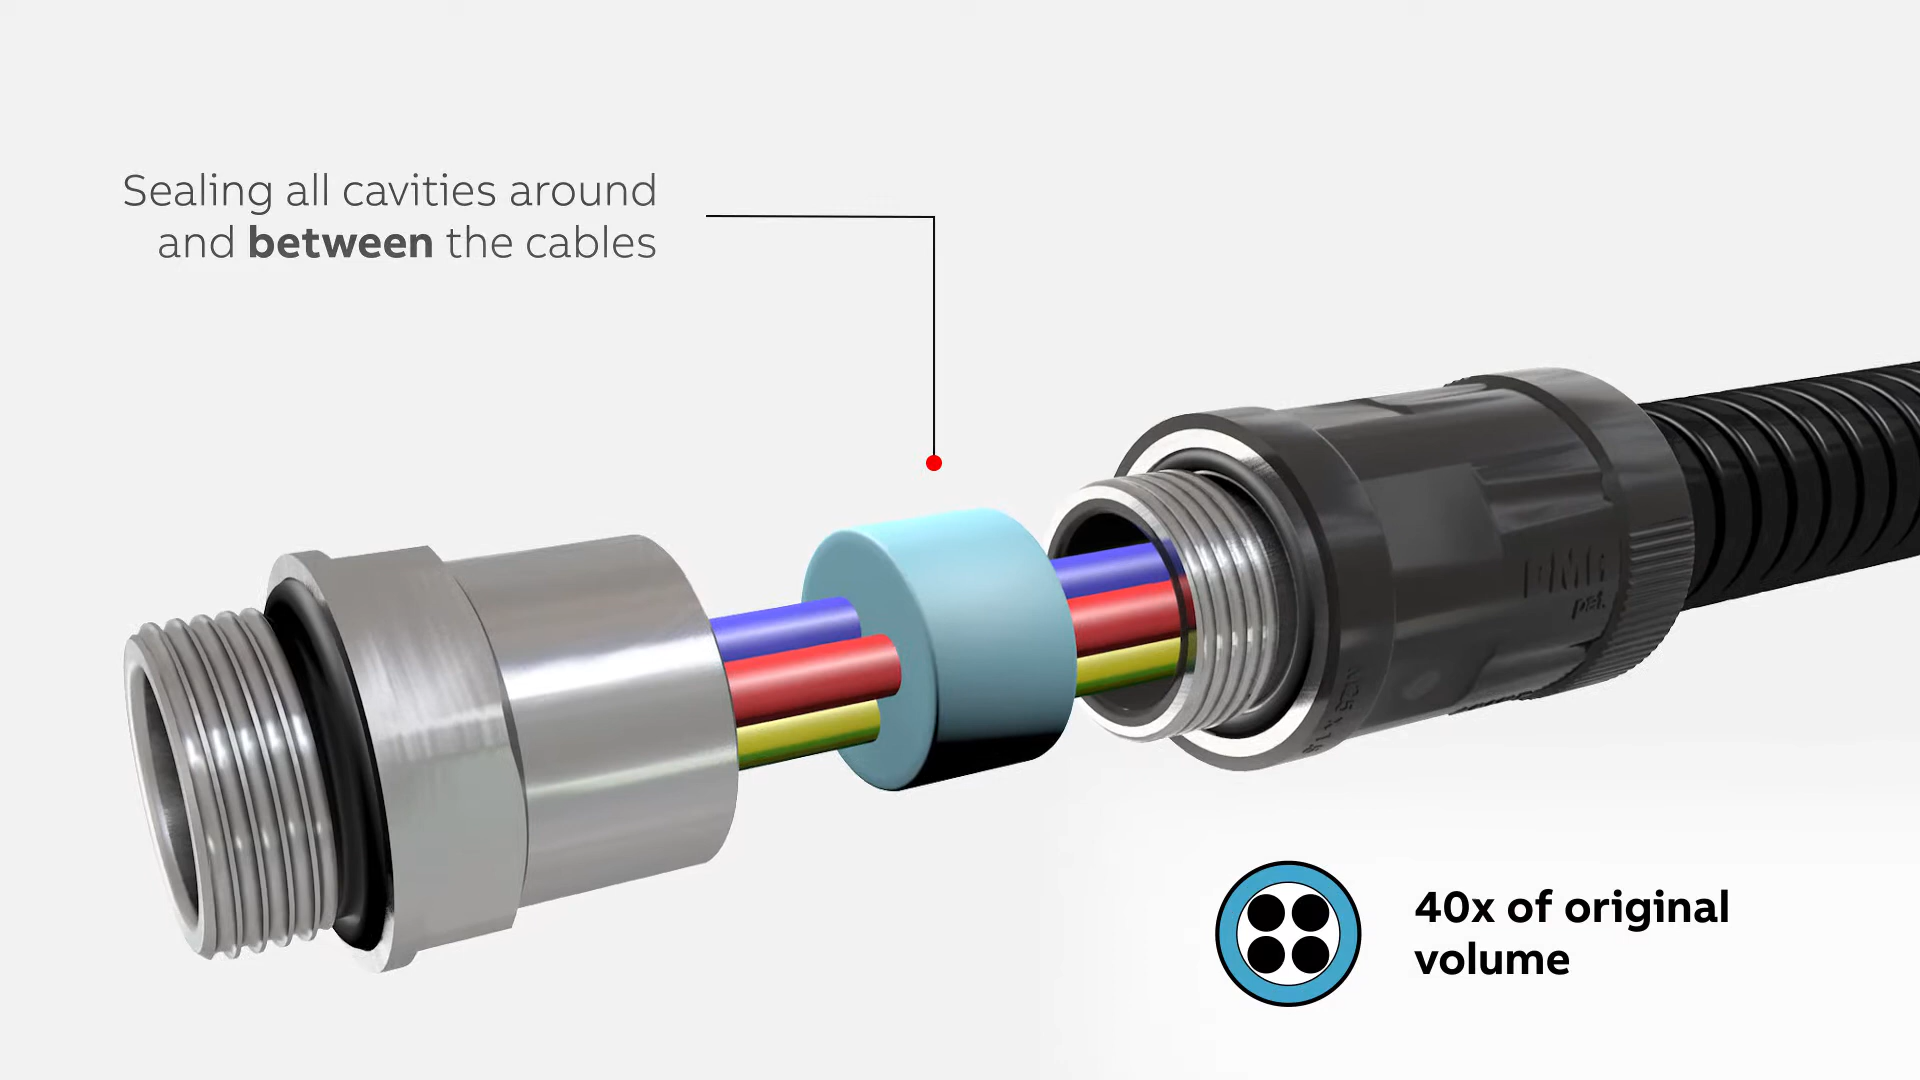 Sealing all cavities around
and between the cables
40x of original
volume